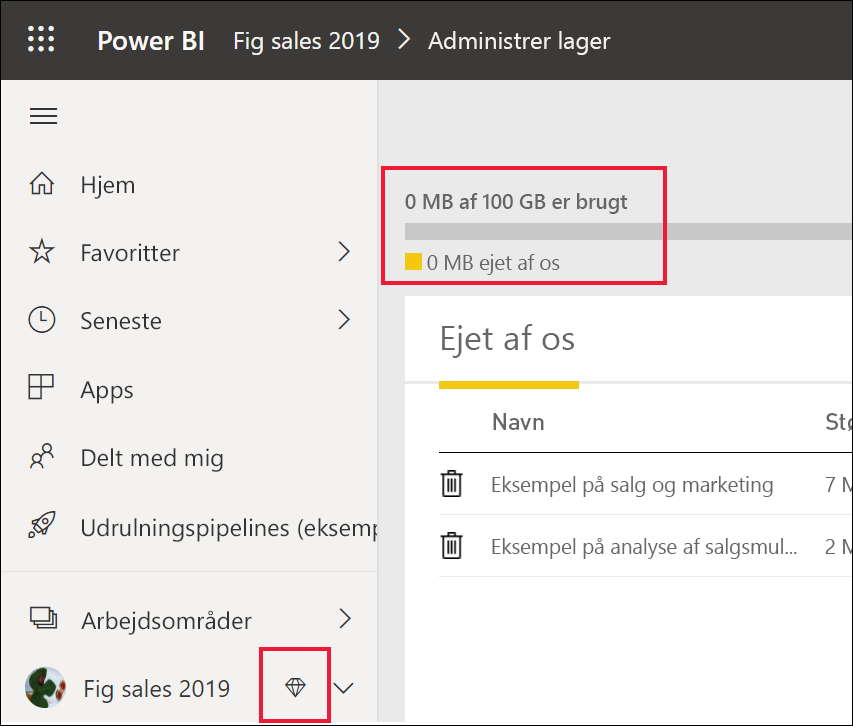 Power BI Fig sales 2019 > Administrer lager
Hjem
Favoritter
Seneste
Apps
Delt med mig
Udrulningspipelines (eksemp
Arbejdsområder
Fig sales 2019
0 MB af 100 GB er brugt
0 MB ejet af os
Ejet af os
Navn Stø
Eksempel på salg og marketing 7 M
Eksempel på analyse af salgsmul... 2 M